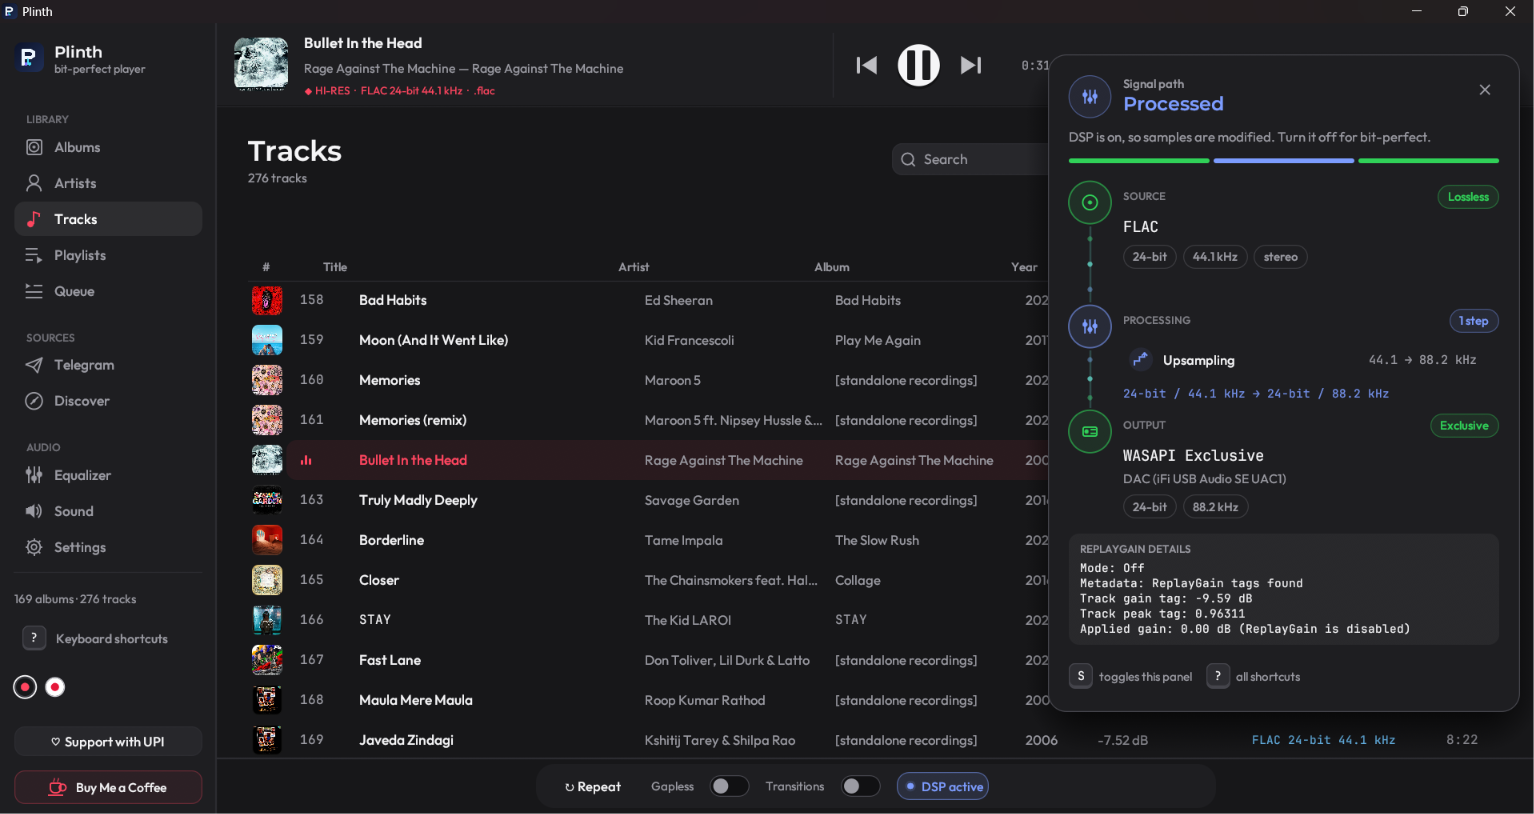 Plinth
Plinth
bit-perfect player
LIBRARY
Albums
Artists
Tracks
Playlists
Queue
SOURCES
Telegram
Discover
AUDIO
Equalizer
Sound
Settings
169 albums · 276 tracks
? Keyboard shortcuts
♡ Support with UPI
Buy Me a Coffee
Bullet In the Head
Rage Against The Machine — Rage Against The Machine
◆ HI-RES · FLAC 24-bit 44.1 kHz · .flac
0:31
Tracks
276 tracks
Search
# Title Artist Album Year
158 Bad Habits Ed Sheeran Bad Habits 202
159 Moon (And It Went Like) Kid Francescoli Play Me Again 201
160 Memories Maroon 5 [standalone recordings] 202
161 Memories (remix) Maroon 5 ft. Nipsey Hussle &... [standalone recordings] 202
Bullet In the Head Rage Against The Machine Rage Against The Machine 200
163 Truly Madly Deeply Savage Garden [standalone recordings] 201
164 Borderline Tame Impala The Slow Rush 202
165 Closer The Chainsmokers feat. Hal... Collage 201
166 STAY The Kid LAROI STAY 202
167 Fast Lane Don Toliver, Lil Durk & Latto [standalone recordings] 202
168 Maula Mere Maula Roop Kumar Rathod [standalone recordings] 200
169 Javeda Zindagi Kshitij Tarey & Shilpa Rao [standalone recordings] 2006 -7.52 dB FLAC 24-bit 44.1 kHz 8:22
↻ Repeat Gapless Transitions DSP active
Signal path
Processed
DSP is on, so samples are modified. Turn it off for bit-perfect.
SOURCE Lossless
FLAC
24-bit 44.1 kHz stereo
PROCESSING 1 step
Upsampling 44.1 → 88.2 kHz
24-bit / 44.1 kHz → 24-bit / 88.2 kHz
OUTPUT Exclusive
WASAPI Exclusive
DAC (iFi USB Audio SE UAC1)
24-bit 88.2 kHz
REPLAYGAIN DETAILS
Mode: Off
Metadata: ReplayGain tags found
Track gain tag: -9.59 dB
Track peak tag: 0.96311
Applied gain: 0.00 dB (ReplayGain is disabled)
S toggles this panel ? all shortcuts